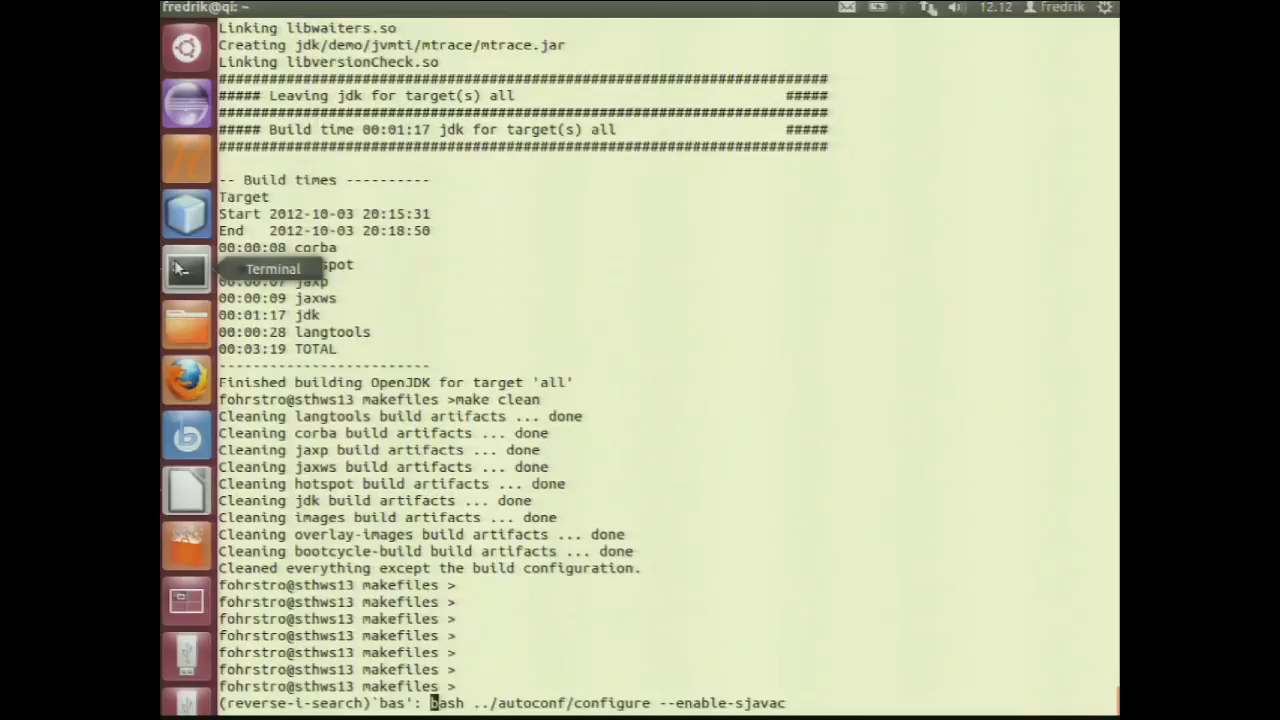 fredrik@qi: ~ 12.12 fredrik
Linking libwaiters.so
Creating jdk/demo/jvmti/mtrace/mtrace.jar
Linking libversionCheck.so
########################################################################
##### Leaving jdk for target(s) all #####
########################################################################
##### Build time 00:01:17 jdk for target(s) all #####
########################################################################
-- Build times ----------
Target
Start 2012-10-03 20:15:31
End 2012-10-03 20:18:50
00:00:08 corba
spot
Terminal
00:00:07 jaxp
00:00:09 jaxws
00:01:17 jdk
00:00:28 langtools
00:03:19 TOTAL
-------------------------
Finished building OpenJDK for target 'all'
fohrstro@sthws13 makefiles >make clean
Cleaning langtools build artifacts ... done
Cleaning corba build artifacts ... done
Cleaning jaxp build artifacts ... done
Cleaning jaxws build artifacts ... done
Cleaning hotspot build artifacts ... done
Cleaning jdk build artifacts ... done
Cleaning images build artifacts ... done
Cleaning overlay-images build artifacts ... done
Cleaning bootcycle-build build artifacts ... done
Cleaned everything except the build configuration.
fohrstro@sthws13 makefiles >
fohrstro@sthws13 makefiles >
fohrstro@sthws13 makefiles >
fohrstro@sthws13 makefiles >
fohrstro@sthws13 makefiles >
fohrstro@sthws13 makefiles >
fohrstro@sthws13 makefiles >
(reverse-i-search)`bas': bash ../autoconf/configure --enable-sjavac